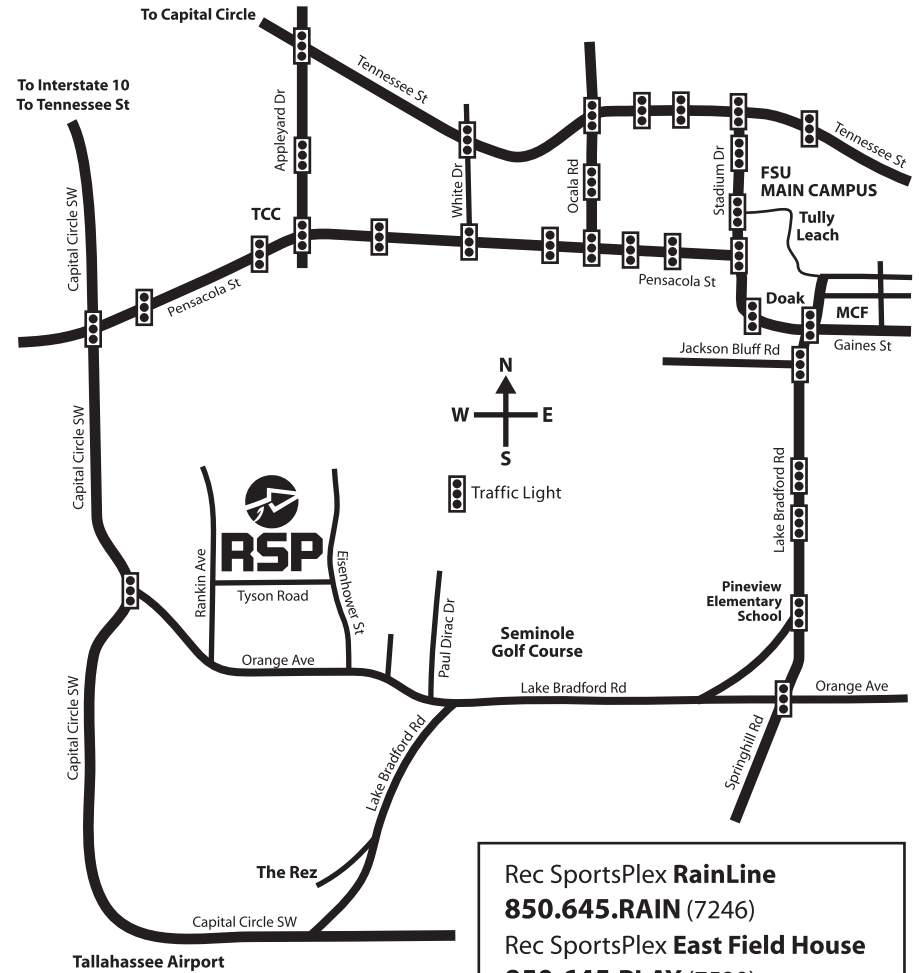 To Capital Circle
To Interstate 10
To Tennessee St
Tennessee St
Appleyard Dr
White Dr
Ocala Rd
Stadium Dr
Tennessee St
FSU
MAIN CAMPUS
Tully
Leach
TCC
Capital Circle SW
Pensacola St
Pensacola St
Doak
MCF
Gaines St
Jackson Bluff Rd
N
W
E
S
Traffic Light
Capital Circle SW
Lake Bradford Rd
RSP
Rankin Ave
Tyson Road
Eisenhower St
Paul Dirac Dr
Pineview
Elementary
School
Seminole
Golf Course
Orange Ave
Lake Bradford Rd
Orange Ave
Capital Circle SW
Lake Bradford Rd
Springhill Rd
The Rez
Capital Circle SW
Tallahassee Airport
Rec SportsPlex RainLine
850.645.RAIN (7246)
Rec SportsPlex East Field House
850.645.PLAY